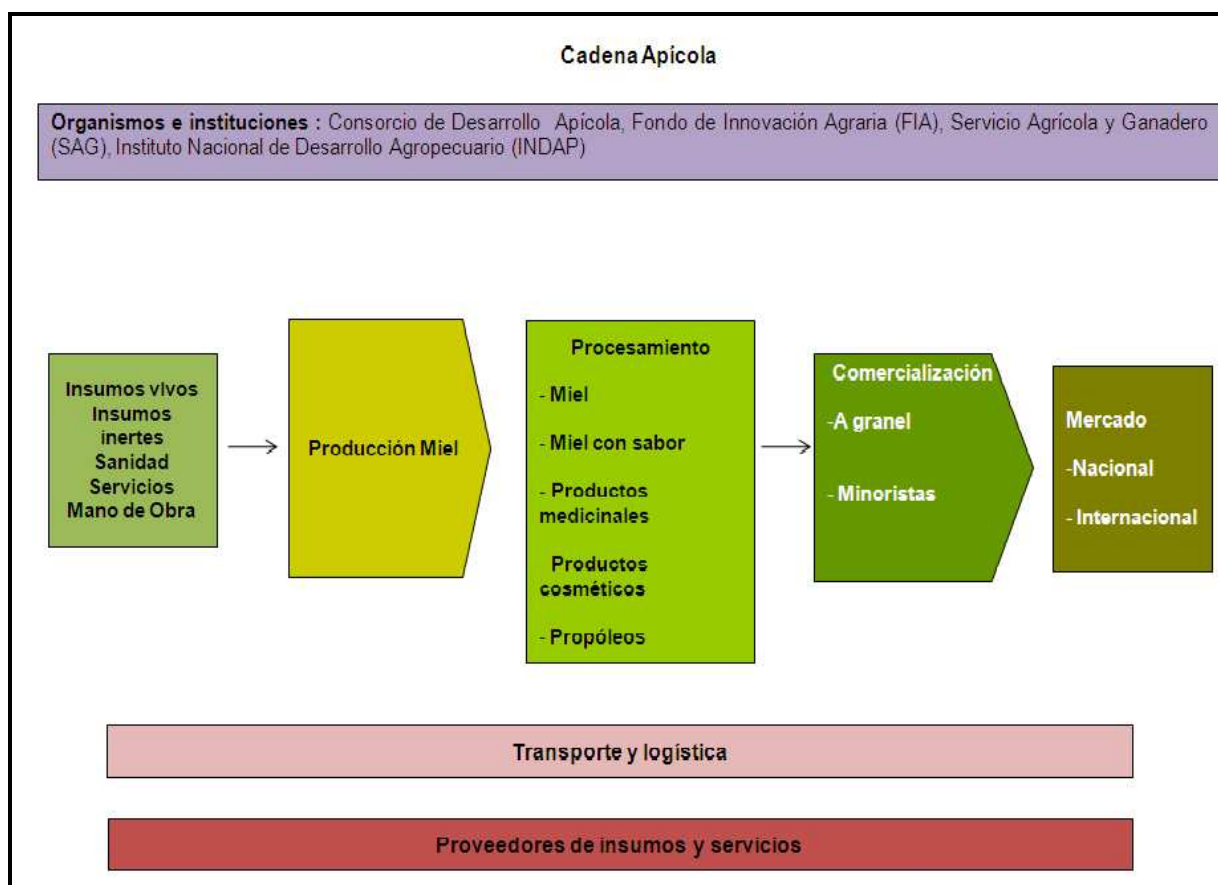 Cadena Apícola
Organismos e instituciones : Consorcio de Desarrollo Apícola, Fondo de Innovación Agraria (FIA), Servicio Agrícola y Ganadero
(SAG), Instituto Nacional de Desarrollo Agropecuario (INDAP)
Insumos vivos
Insumos
inertes
Sanidad
Servicios
Mano de Obra
Producción Miel
Procesamiento
- Miel
- Miel con sabor
- Productos
medicinales
Productos
cosméticos
- Propóleos
Comercialización
-A granel
- Minoristas
Mercado
-Nacional
- Internacional
Transporte y logística
Proveedores de insumos y servicios